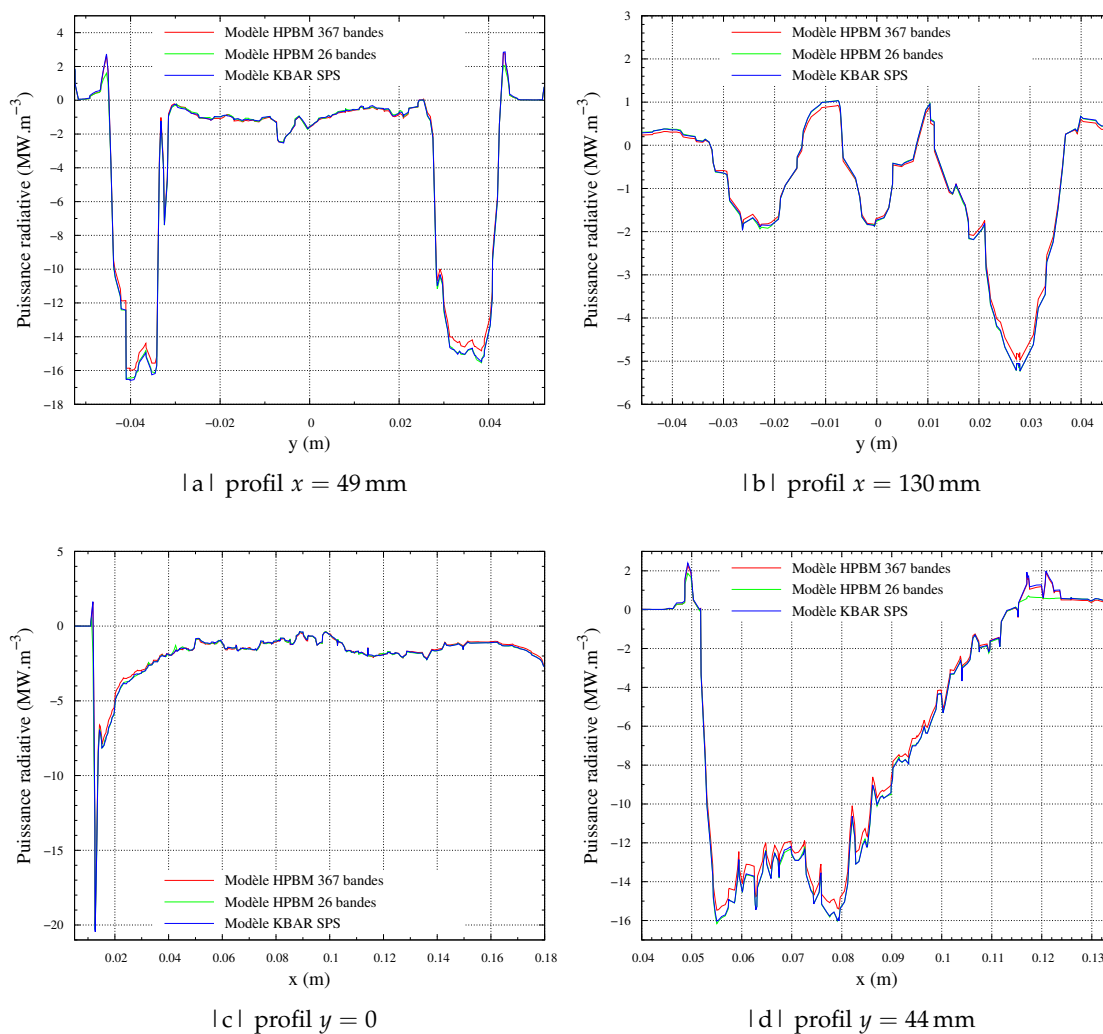 Modèle HPBM 367 bandes
Modèle HPBM 26 bandes
Modèle KBAR SPS
Puissance radiative (MW.m⁻³)
4
2
0
−2
−4
−6
−8
−10
−12
−14
−16
−18
−0.04
−0.02
0
0.02
0.04
y (m)
|a| profil x = 49 mm
Modèle HPBM 367 bandes
Modèle HPBM 26 bandes
Modèle KBAR SPS
Puissance radiative (MW.m⁻³)
3
2
1
0
−1
−2
−3
−4
−5
−6
−0.04
−0.03
−0.02
−0.01
0
0.01
0.02
0.03
0.04
y (m)
|b| profil x = 130 mm
Puissance radiative (MW.m⁻³)
5
0
−5
−10
−15
−20
Modèle HPBM 367 bandes
Modèle HPBM 26 bandes
Modèle KBAR SPS
0.02
0.04
0.06
0.08
0.1
0.12
0.14
0.16
0.18
x (m)
|c| profil y = 0
Modèle HPBM 367 bandes
Modèle HPBM 26 bandes
Modèle KBAR SPS
Puissance radiative (MW.m⁻³)
2
0
−2
−4
−6
−8
−10
−12
−14
−16
0.04
0.05
0.06
0.07
0.08
0.09
0.1
0.11
0.12
0.13
x (m)
|d| profil y = 44 mm